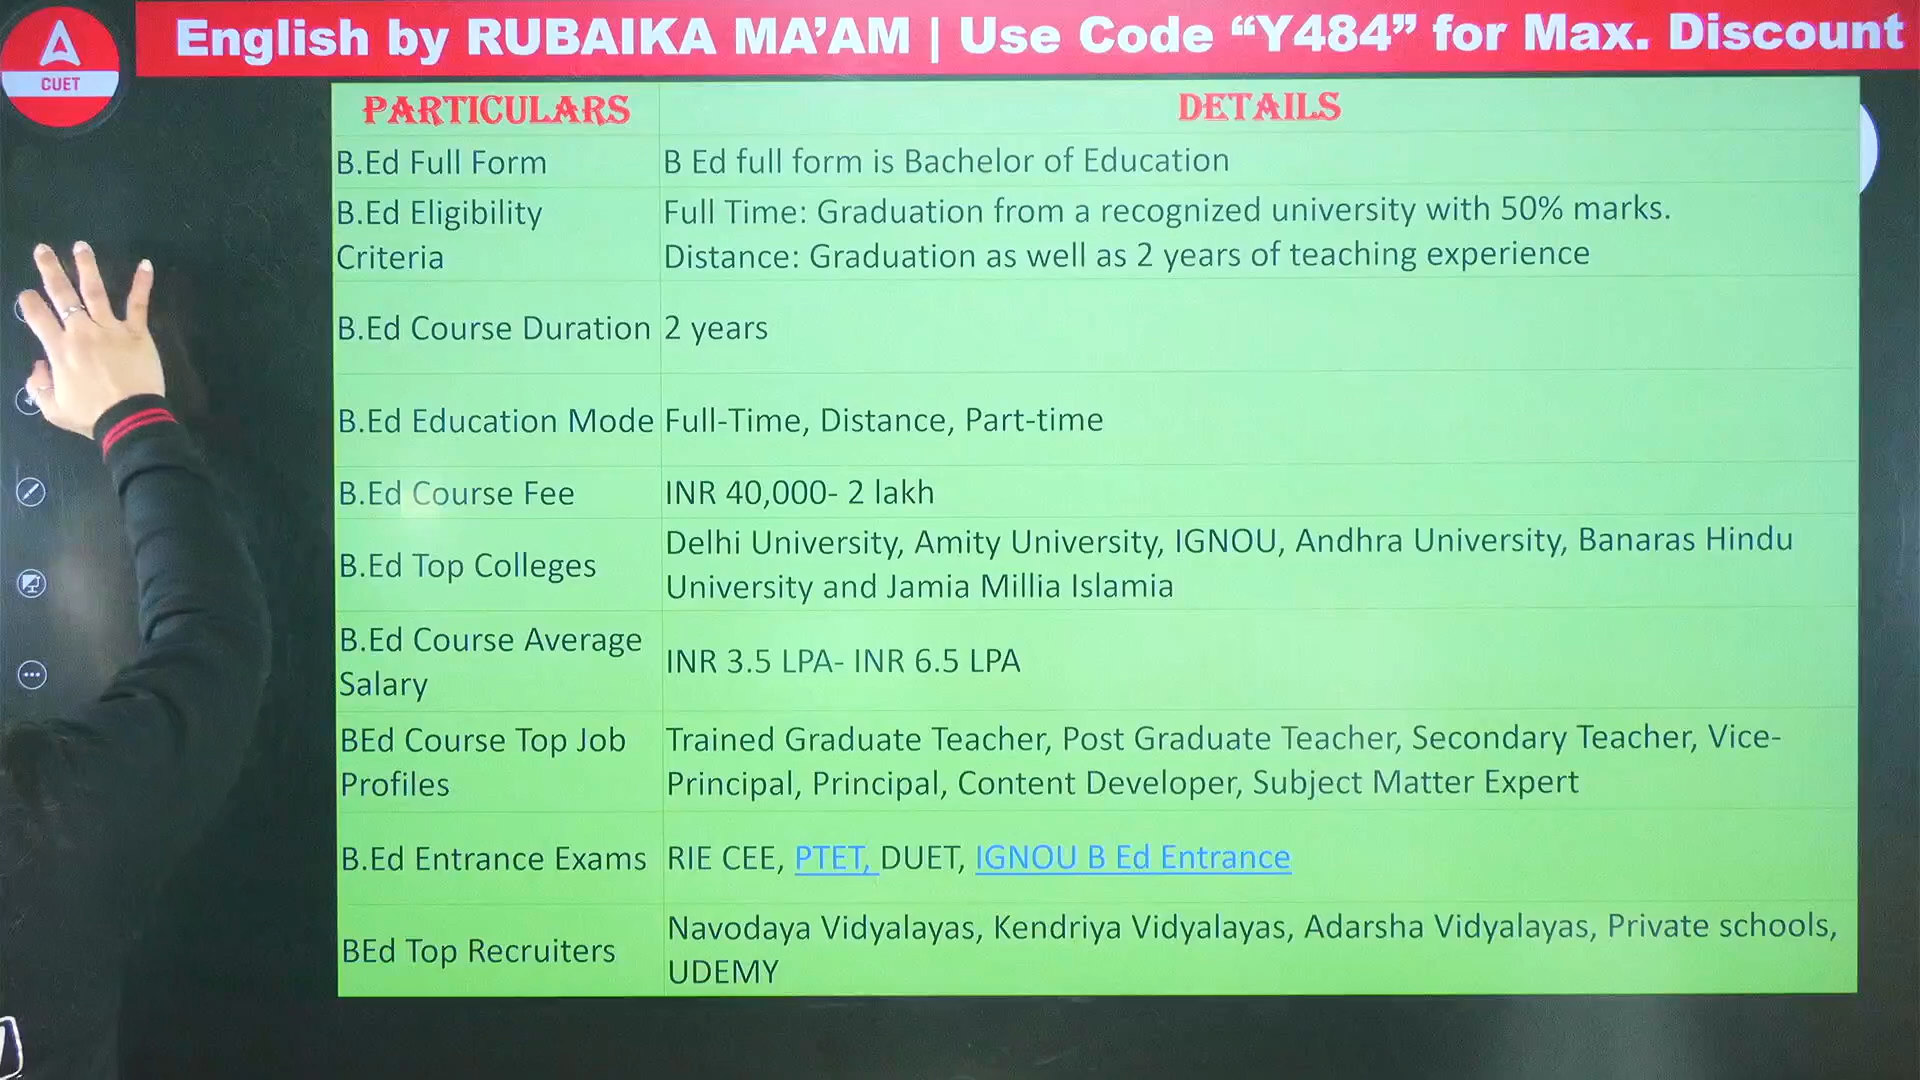 English by RUBAIKA MA’AM | Use Code “Y484” for Max. Discount
CUET
PARTICULARS DETAILS
B.Ed Full Form B Ed full form is Bachelor of Education
B.Ed Eligibility Criteria Full Time: Graduation from a recognized university with 50% marks.
Distance: Graduation as well as 2 years of teaching experience
B.Ed Course Duration 2 years
B.Ed Education Mode Full-Time, Distance, Part-time
B.Ed Course Fee INR 40,000- 2 lakh
B.Ed Top Colleges Delhi University, Amity University, IGNOU, Andhra University, Banaras Hindu
University and Jamia Millia Islamia
B.Ed Course Average
Salary
INR 3.5 LPA- INR 6.5 LPA
BEd Course Top Job
Profiles
Trained Graduate Teacher, Post Graduate Teacher, Secondary Teacher, Vice-
Principal, Principal, Content Developer, Subject Matter Expert
B.Ed Entrance Exams RIE CEE, PTET, DUET, IGNOU B Ed Entrance
BEd Top Recruiters Navodaya Vidyalayas, Kendriya Vidyalayas, Adarsha Vidyalayas, Private schools,
UDEMY